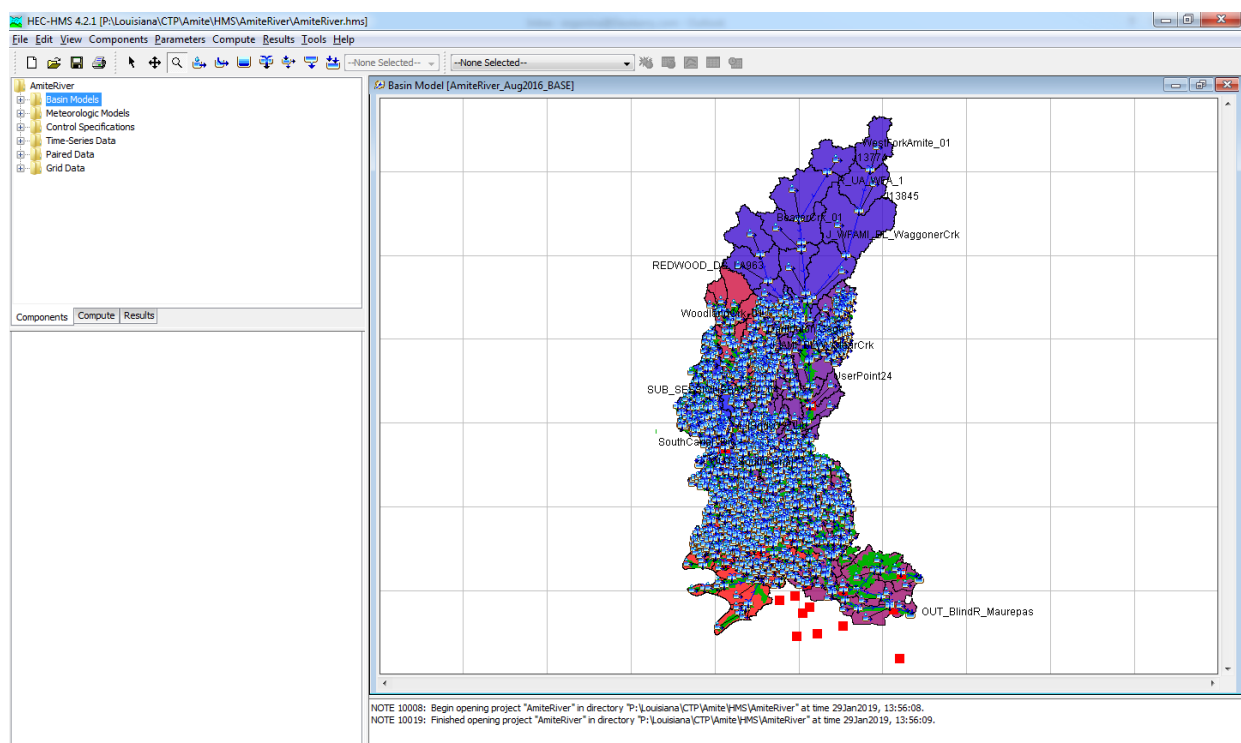 HEC-HMS 4.2.1 [P:\Louisiana\CTP\Amite\HMS\AmiteRiver\AmiteRiver.hms]
File Edit View Components Parameters Compute Results Tools Help
--None Selected-- --None Selected--
AmiteRiver
Basin Models
Meteorologic Models
Control Specifications
Time-Series Data
Paired Data
Grid Data
Components Compute Results
Basin Model [AmiteRiver_Aug2016_BASE]
WestForkAmite_01
R_UA_WFA_1
J13845
BeaverCrk_01
J_WFAMI_BL_WaggonerCrk
REDWOOD_DS_LA963
UserPoint24
OUT_BlindR_Maurepas
NOTE 10008: Begin opening project "AmiteRiver" in directory "P:\Louisiana\CTP\Amite\HMS\AmiteRiver" at time 29Jan2019, 13:56:08.
NOTE 10019: Finished opening project "AmiteRiver" in directory "P:\Louisiana\CTP\Amite\HMS\AmiteRiver" at time 29Jan2019, 13:56:09.